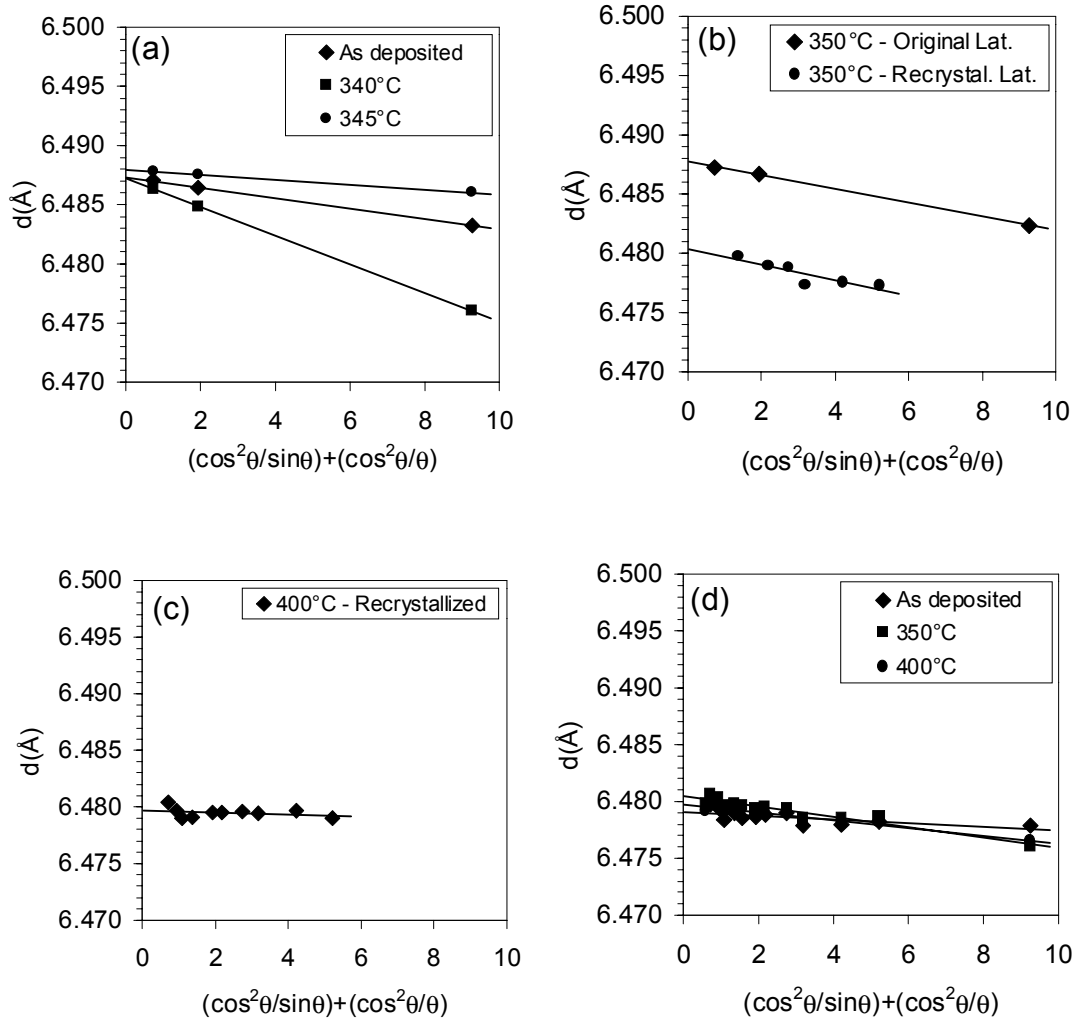 (a)
As deposited
340°C
345°C
6.500
6.495
6.490
6.485
6.480
6.475
6.470
d(Å)
0 2 4 6 8 10
(cos²θ/sinθ)+(cos²θ/θ)
(b)
350°C - Original Lat.
350°C - Recrystal. Lat.
6.500
6.495
6.490
6.485
6.480
6.475
6.470
d(Å)
0 2 4 6 8 10
(cos²θ/sinθ)+(cos²θ/θ)
(c)
400°C - Recrystallized
6.500
6.495
6.490
6.485
6.480
6.475
6.470
d(Å)
0 2 4 6 8 10
(cos²θ/sinθ)+(cos²θ/θ)
(d)
As deposited
350°C
400°C
6.500
6.495
6.490
6.485
6.480
6.475
6.470
d(Å)
0 2 4 6 8 10
(cos²θ/sinθ)+(cos²θ/θ)